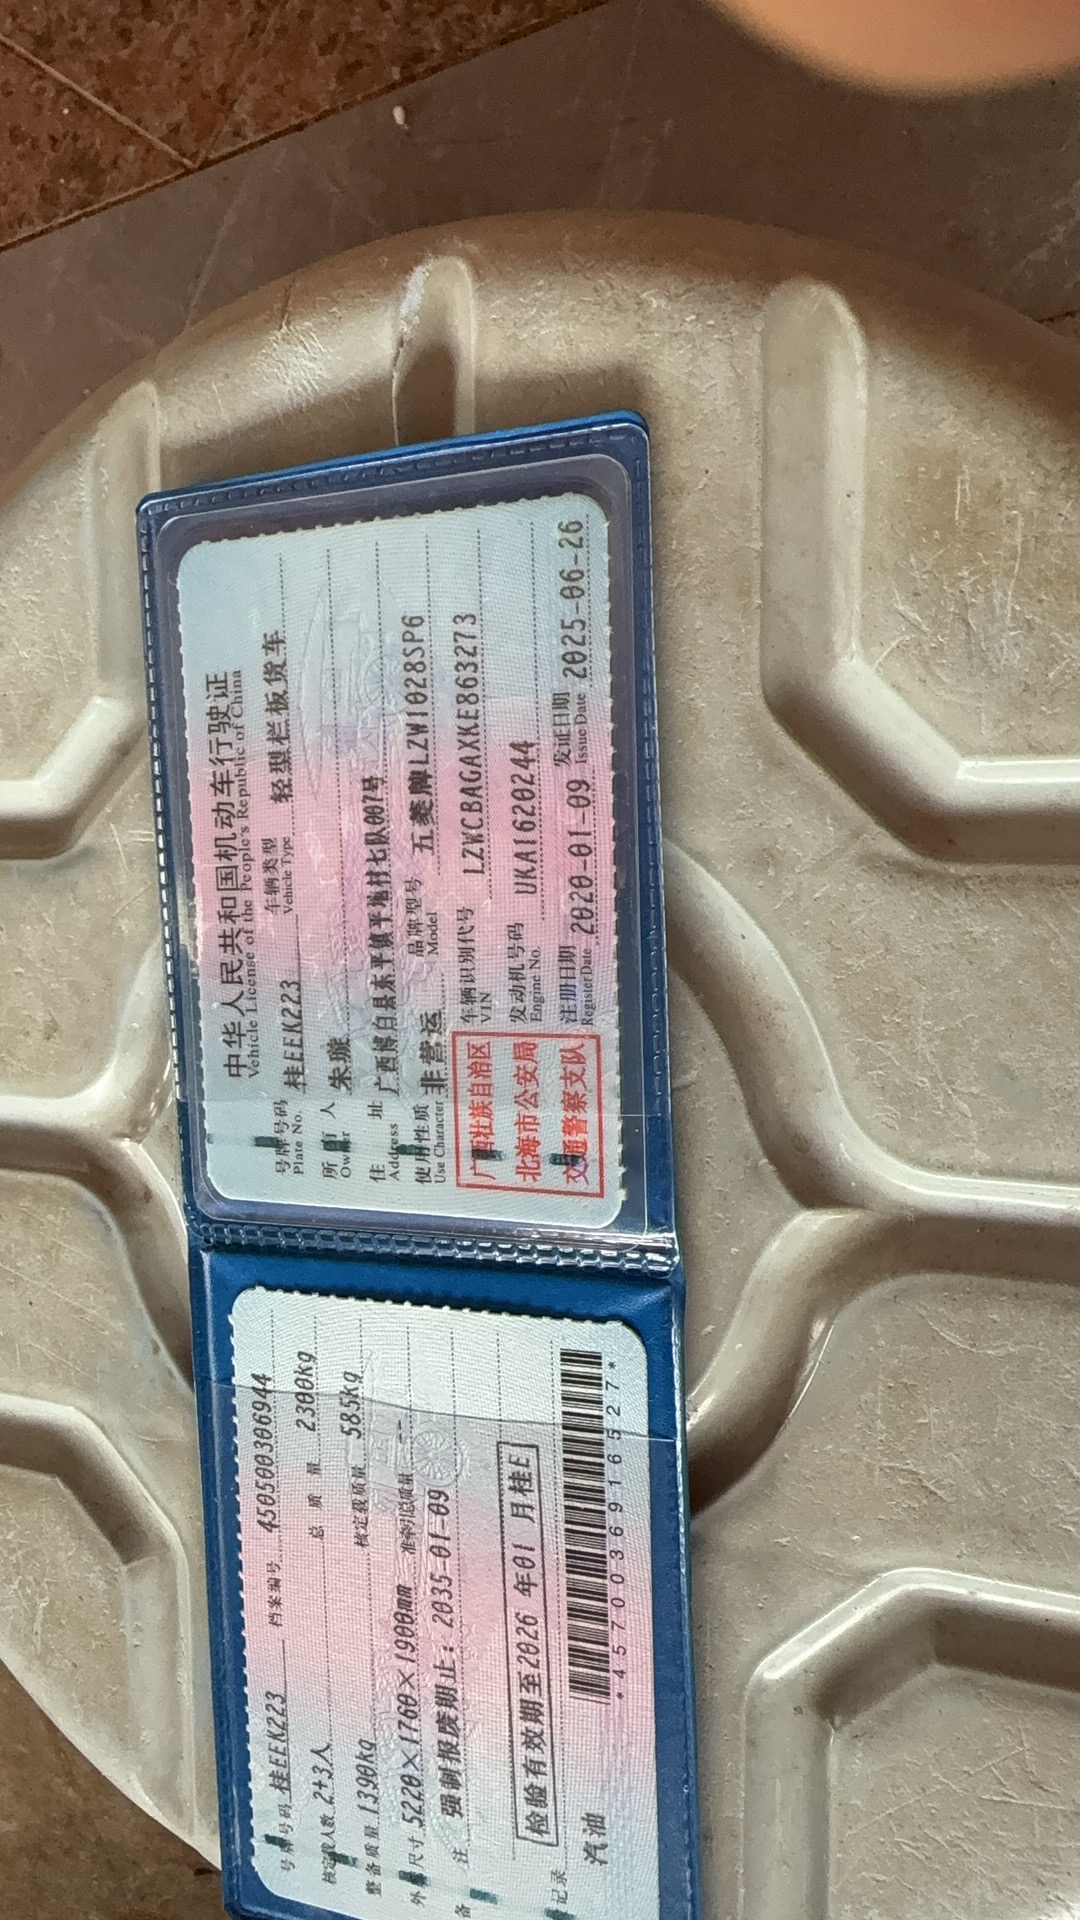 中华人民共和国机动车行驶证
Vehicle License of the People's Republic of China
号牌号码 桂EEK223 车辆类型 轻型栏板货车
Plate No. Vehicle Type
所有人 朱璇
Owner
住址 广西博白县东平镇平地村七队007号
Address
使用性质 非营运 品牌型号 五菱牌LZW1028SP6
Use Character Model
广西壮族自治区
北海市公安局
交通警察支队
车辆识别代号 LZWCBAGAXKE863273
VIN
发动机号码 UKA1620244
Engine No.
注册日期 2020-01-09 发证日期 2025-06-26
Register Date Issue Date
号牌号码 桂EEK223 档案编号 450500306944
核定载人数 2+3人 总质量 2300kg
整备质量 1390kg 核定载质量 585kg
外廓尺寸 5220×1760×1900mm 准牵引总质量 --
备注 强制报废期止：2035-01-09
检验有效期至2026年01月桂E
记录 汽油
*4570036916527*